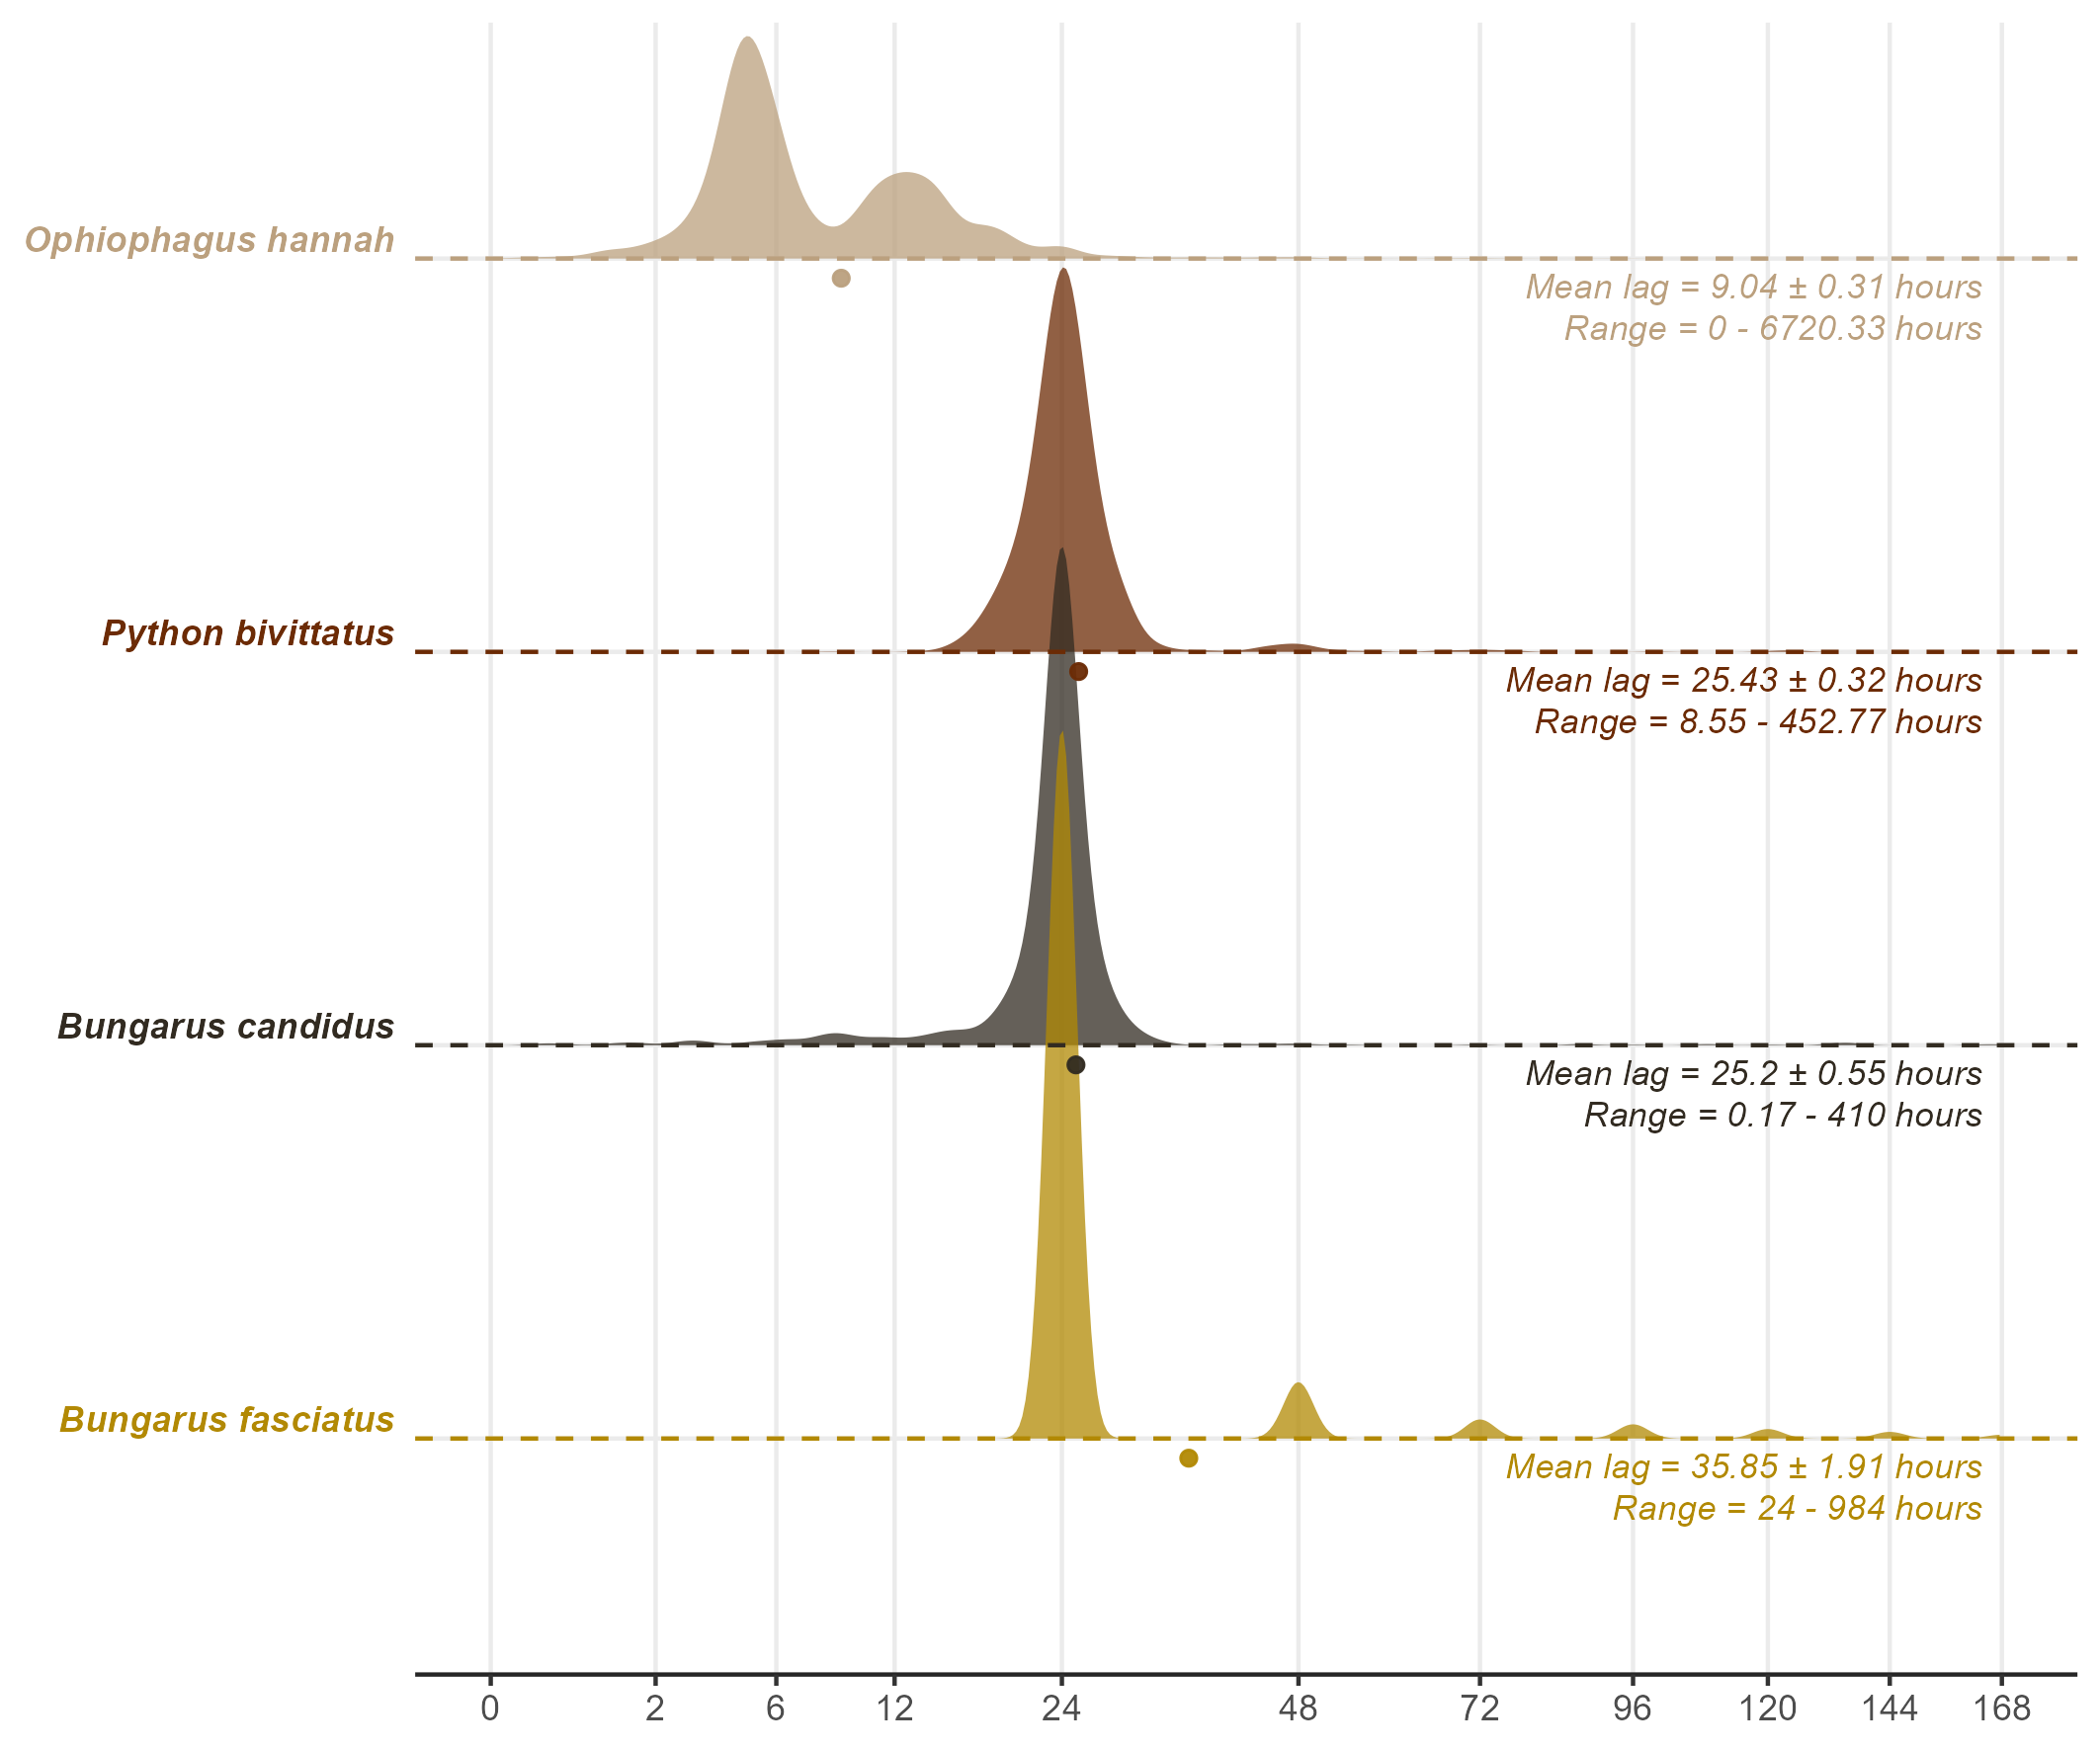 Ophiophagus hannah
Mean lag = 9.04 ± 0.31 hours
Range = 0 - 6720.33 hours
Python bivittatus
Mean lag = 25.43 ± 0.32 hours
Range = 8.55 - 452.77 hours
Bungarus candidus
Mean lag = 25.2 ± 0.55 hours
Range = 0.17 - 410 hours
Bungarus fasciatus
Mean lag = 35.85 ± 1.91 hours
Range = 24 - 984 hours
0 2 6 12 24 48 72 96 120 144 168